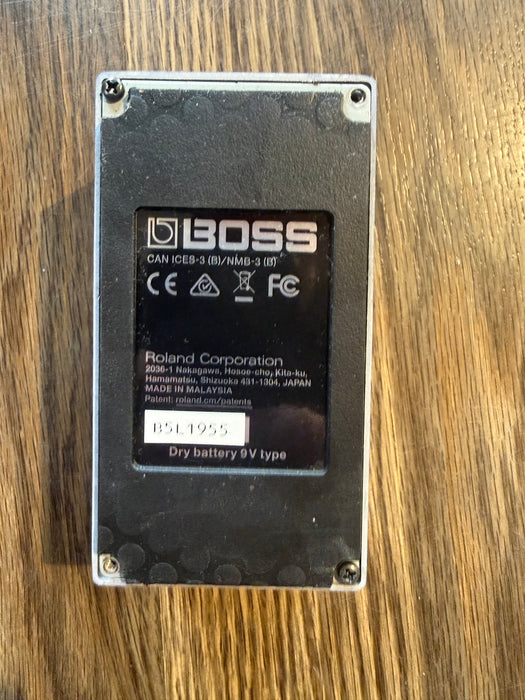 BOSS
CAN ICES-3 (B)/NMB-3 (B)
CE FC
Roland Corporation
2036-1 Nakagawa, Hosoe-cho, Kita-ku,
Hamamatsu, Shizuoka 431-1304, JAPAN
MADE IN MALAYSIA
Patent: roland.cm/patents
B5L1955
Dry battery 9V type